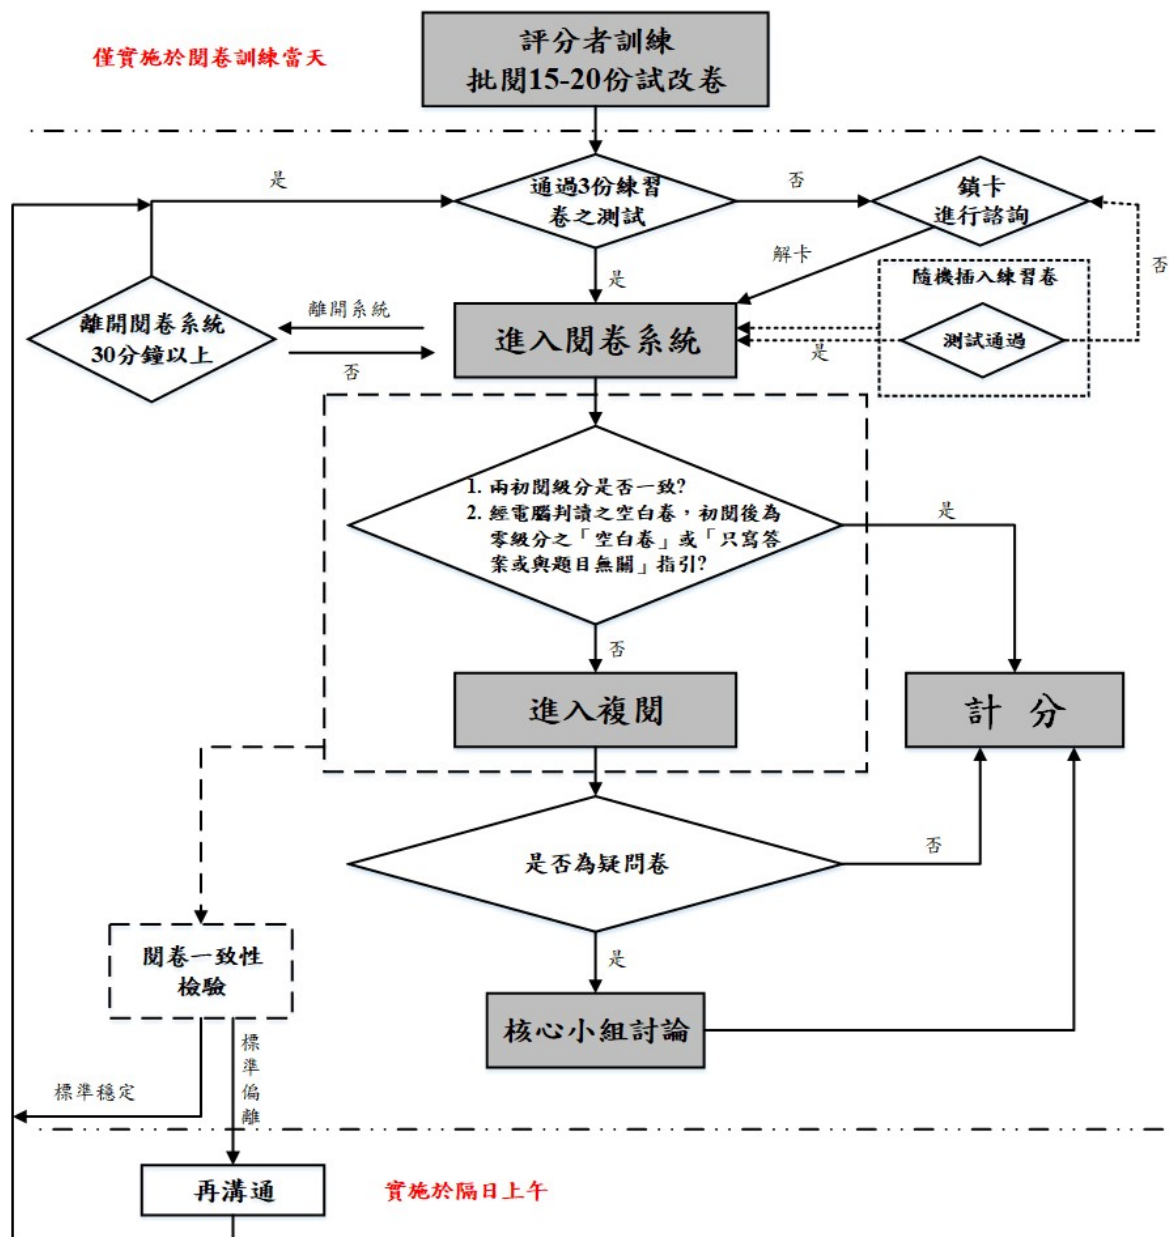 僅實施於閱卷訓練當天
評分者訓練
批閱15-20份試改卷
是
通過3份練習
卷之測試
否
鎖卡
進行諮詢
解卡
是
否
隨機插入練習卷
離開閱卷系統
30分鐘以上
離開系統
否
進入閱卷系統
是
測試通過
1. 兩初閱級分是否一致?
2. 經電腦判讀之空白卷，初閱後為
零級分之「空白卷」或「只寫答
案或與題目無關」指引?
是
否
進入複閱
計 分
是否為疑問卷
否
是
閱卷一致性
檢驗
核心小組討論
標準穩定
標準偏離
再溝通
實施於隔日上午